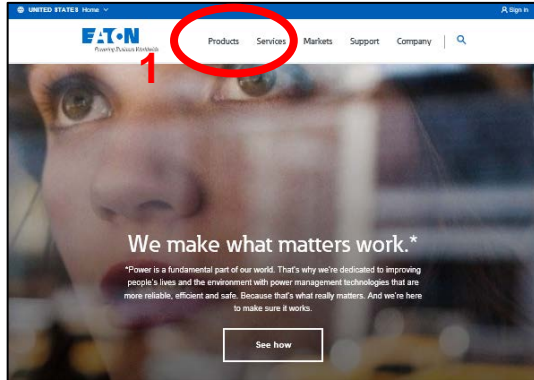 UNITED STATES Home
Sign in
EATON
Powering Business Worldwide
Products Services Markets Support Company
1
We make what matters work.*
*Power is a fundamental part of our world. That's why we're dedicated to improving
people's lives and the environment with power management technologies that are
more reliable, efficient and safe. Because that's what really matters. And we're here
to make sure it works.
See how